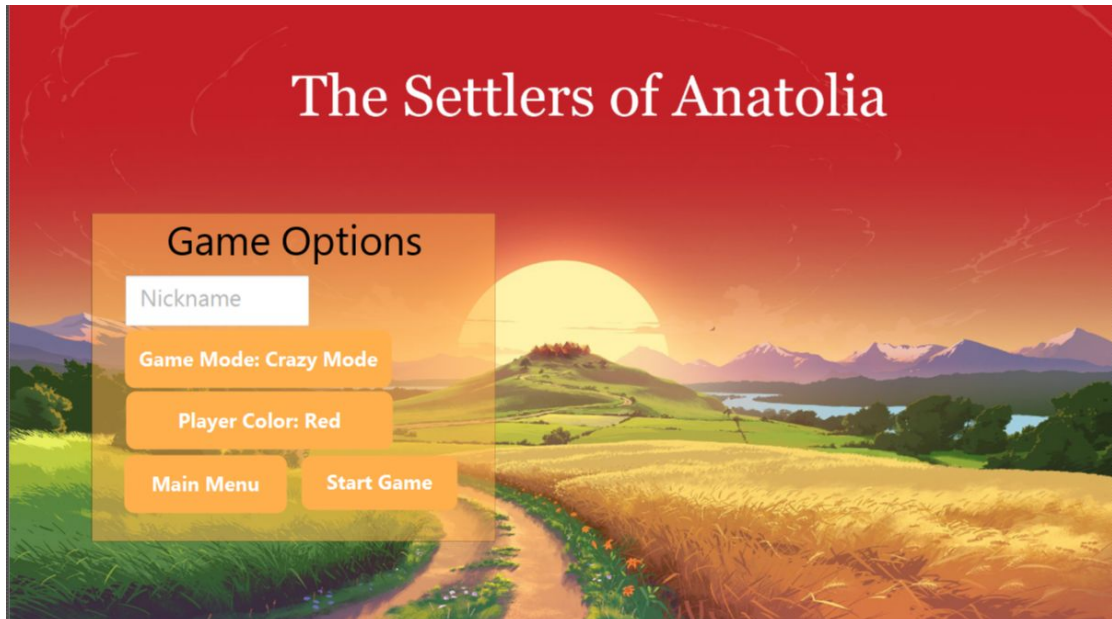 The Settlers of Anatolia
Game Options
Nickname
Game Mode: Crazy Mode
Player Color: Red
Main Menu
Start Game